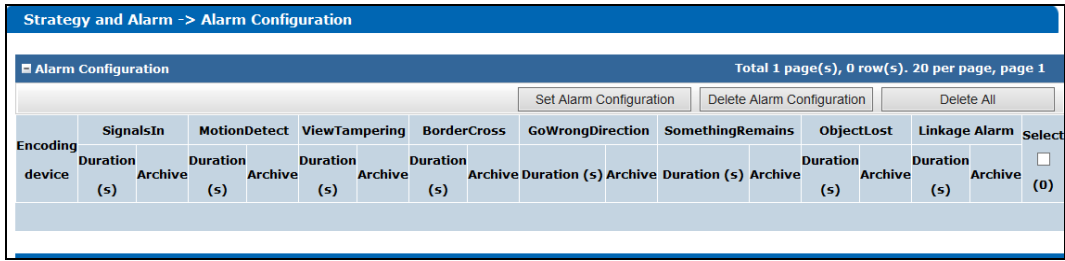 Strategy and Alarm -> Alarm Configuration
Alarm Configuration Total 1 page(s), 0 row(s). 20 per page, page 1
Set Alarm Configuration Delete Alarm Configuration Delete All
Encoding device SignalsIn MotionDetect ViewTampering BorderCross GoWrongDirection SomethingRemains ObjectLost Linkage Alarm Select (0)
Duration (s) Archive Duration (s) Archive Duration (s) Archive Duration (s) Archive Duration (s) Archive Duration (s) Archive Duration (s) Archive Duration (s) Archive